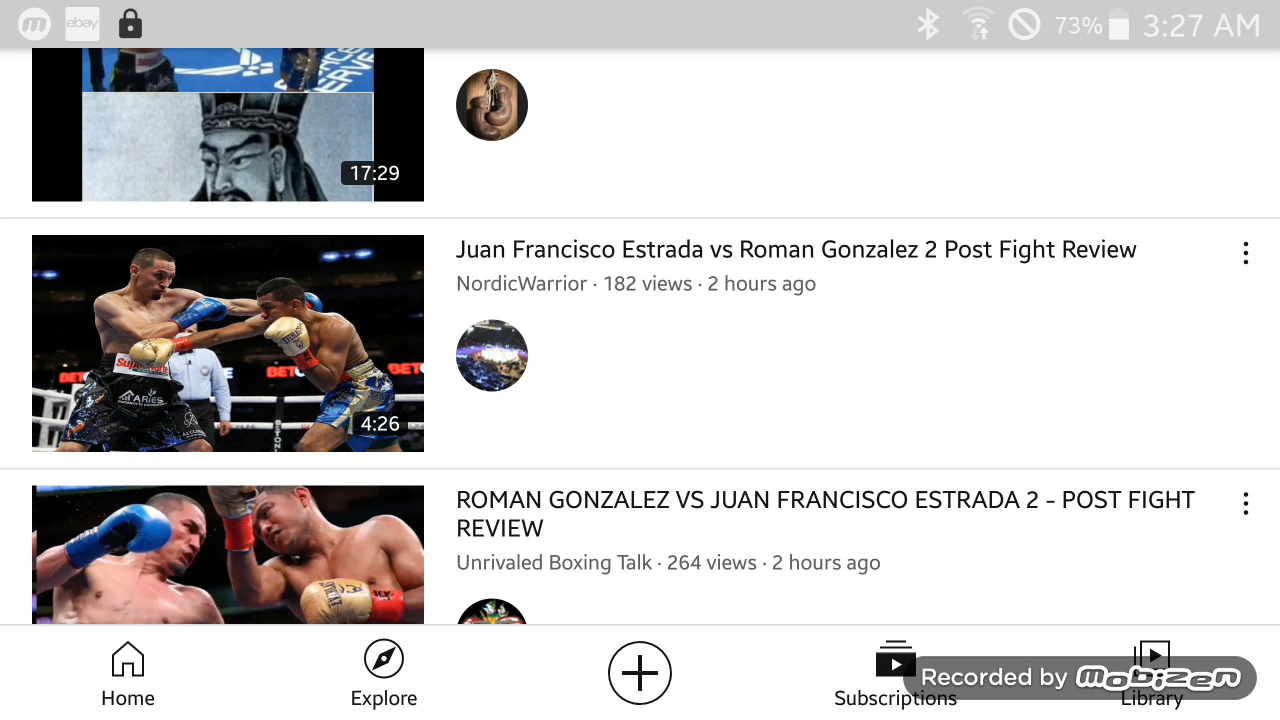 m
ebay
73%
3:27 AM
17:29
Juan Francisco Estrada vs Roman Gonzalez 2 Post Fight Review
NordicWarrior · 182 views · 2 hours ago
ARIES
4:26
ROMAN GONZALEZ VS JUAN FRANCISCO ESTRADA 2 - POST FIGHT
REVIEW
Unrivaled Boxing Talk · 264 views · 2 hours ago
Home
Explore
Subscriptions
Library
Recorded by mobizen